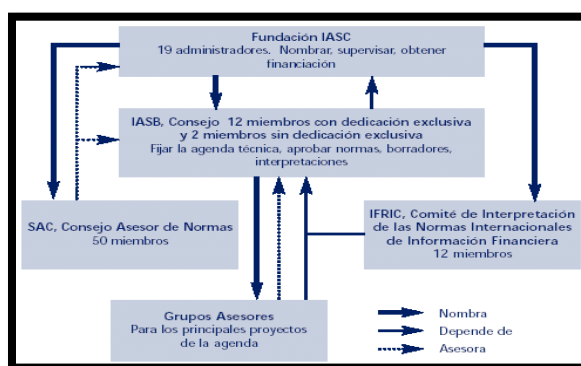 Fundación IASC
19 administradores. Nombrar, supervisar, obtener
financiación
IASB, Consejo 12 miembros con dedicación exclusiva
y 2 miembros sin dedicación exclusiva
Fijar la agenda técnica, aprobar normas, borradores,
interpretaciones
SAC, Consejo Asesor de Normas
50 miembros
IFRIC, Comité de Interpretación
de las Normas Internacionales
de Información Financiera
12 miembros
Grupos Asesores
Para los principales proyectos
de la agenda
Nombra
Depende de
Asesora